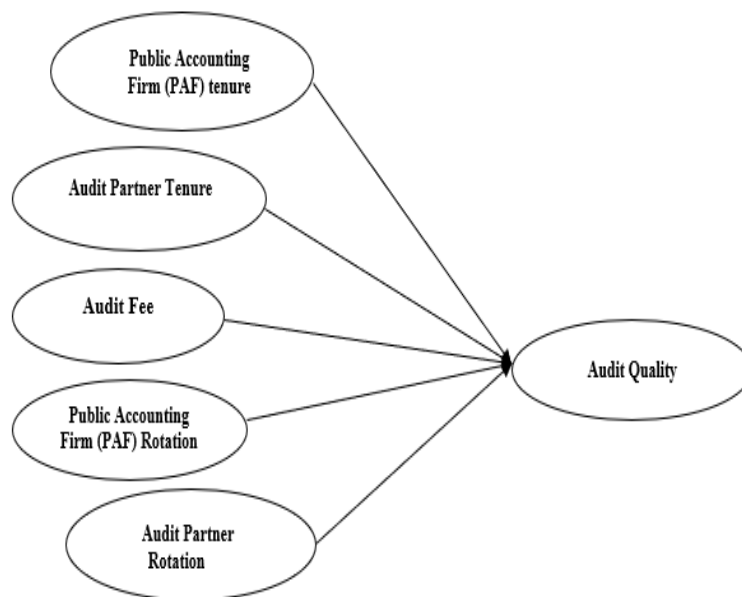 Public Accounting
Firm (PAF) tenure
Audit Partner Tenure
Audit Fee
Public Accounting
Firm (PAF) Rotation
Audit Partner
Rotation
Audit Quality